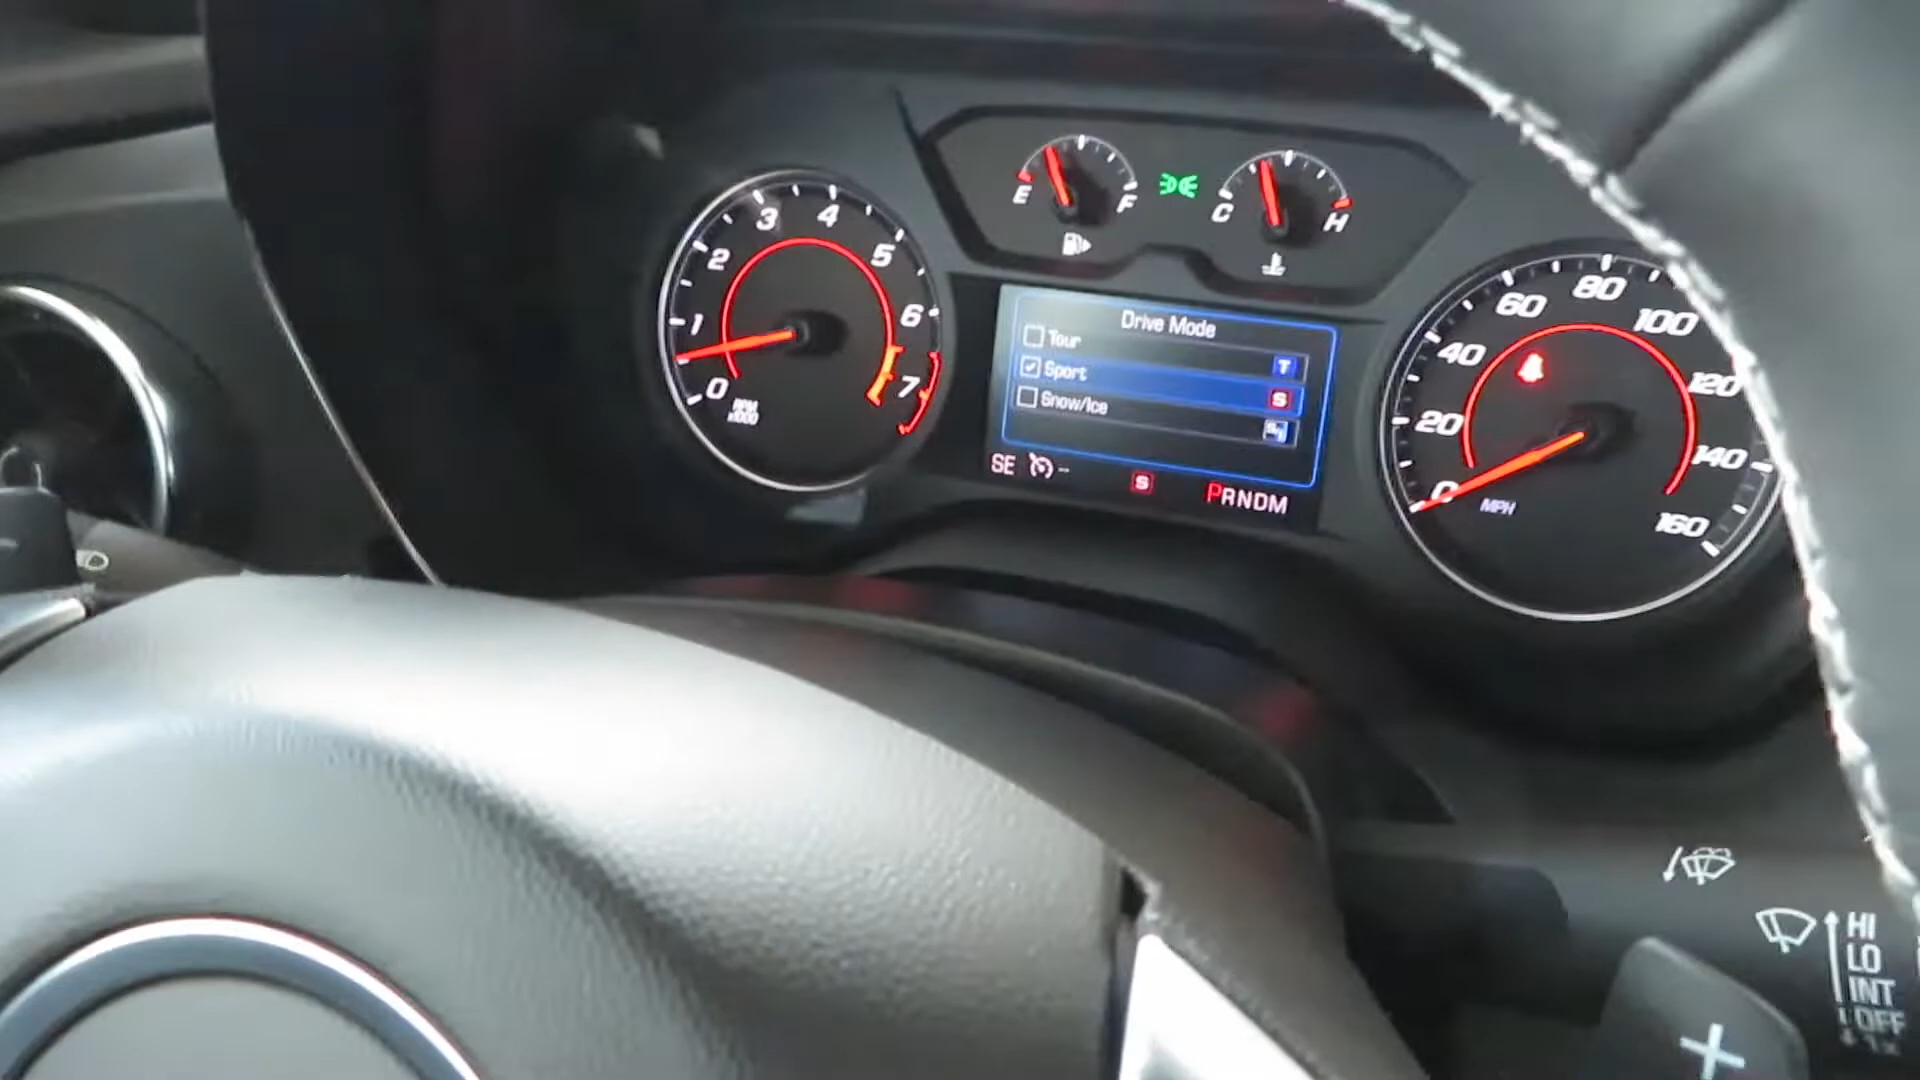 E F
C H
0 1 2 3 4 5 6 7
RPM
x1000
Drive Mode
Tour T
Sport S
Snow/Ice
SE --
S
PRNDM
0 20 40 60 80 100 120 140 160
MPH
HI
LO
INT
OFF
1x
+